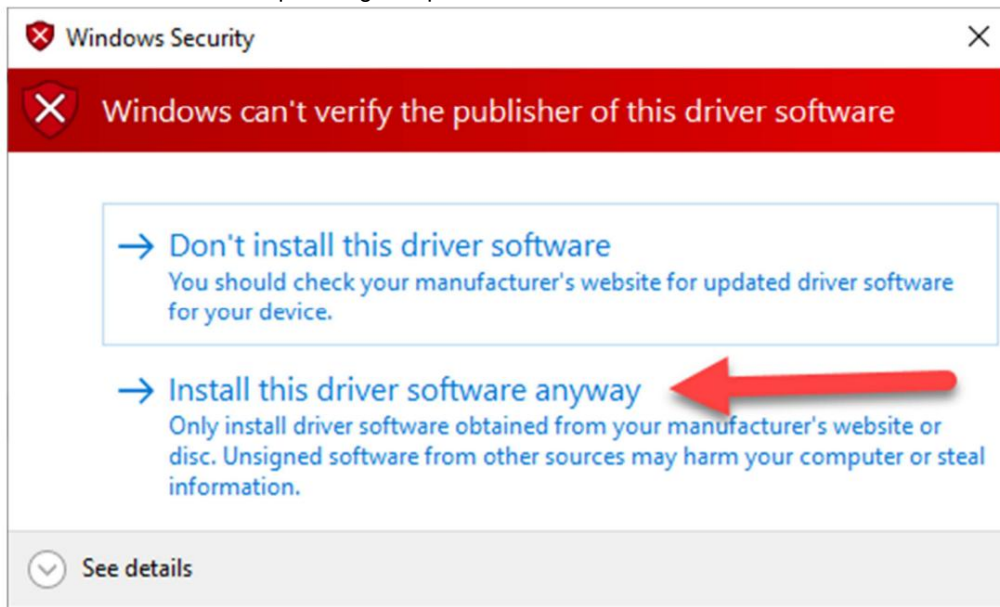 Windows Security
Windows can't verify the publisher of this driver software
Don't install this driver software
You should check your manufacturer's website for updated driver software
for your device.
Install this driver software anyway
Only install driver software obtained from your manufacturer's website or
disc. Unsigned software from other sources may harm your computer or steal
information.
See details